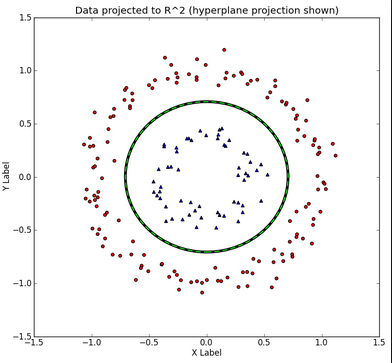 Data projected to R^2 (hyperplane projection shown)
1.5
1.0
0.5
0.0
−0.5
−1.0
−1.5
Y Label
−1.5 −1.0 −0.5 0.0 0.5 1.0 1.5
X Label